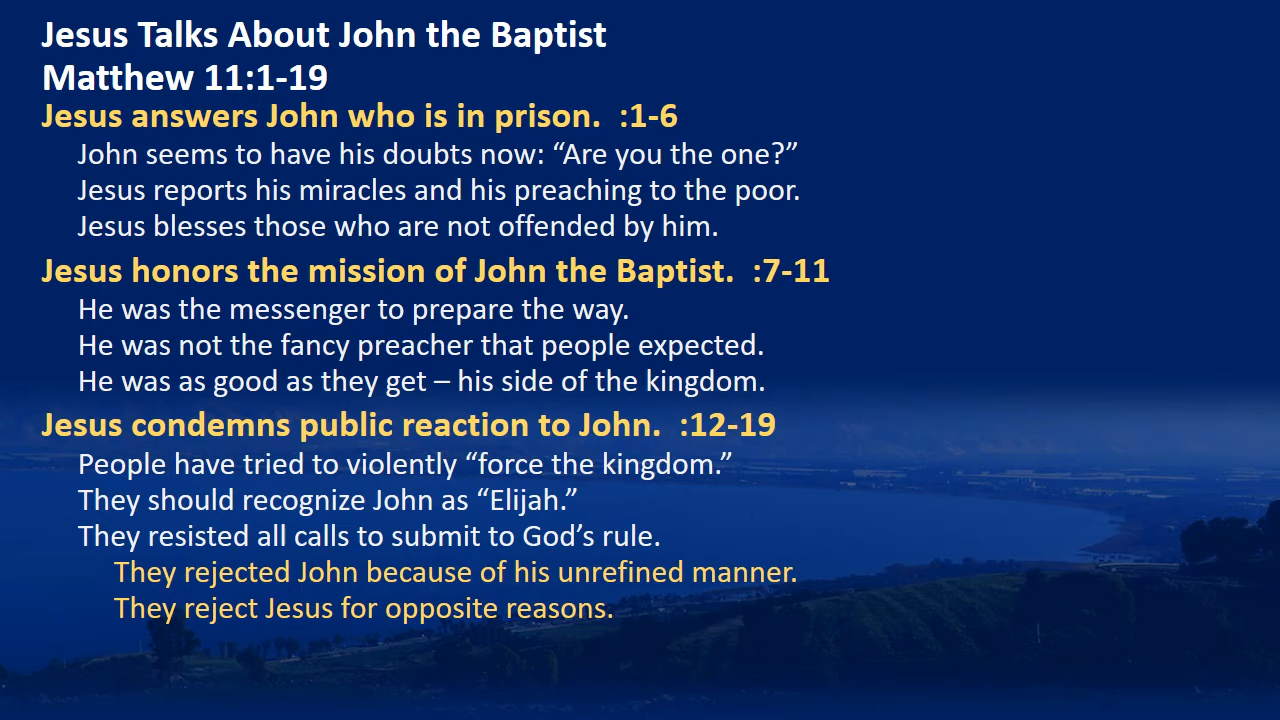 Jesus Talks About John the Baptist
Matthew 11:1-19
Jesus answers John who is in prison.  :1-6
John seems to have his doubts now: “Are you the one?”
Jesus reports his miracles and his preaching to the poor.
Jesus blesses those who are not offended by him.
Jesus honors the mission of John the Baptist.  :7-11
He was the messenger to prepare the way.
He was not the fancy preacher that people expected.
He was as good as they get – his side of the kingdom.
Jesus condemns public reaction to John.  :12-19
People have tried to violently “force the kingdom.”
They should recognize John as “Elijah.”
They resisted all calls to submit to God’s rule.
They rejected John because of his unrefined manner.
They reject Jesus for opposite reasons.